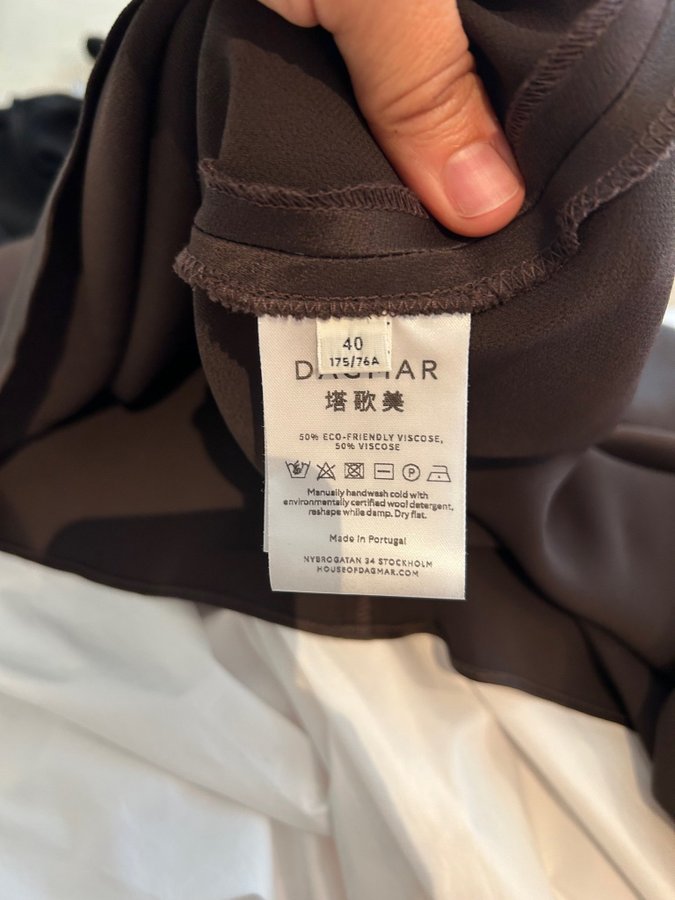 40
175/76A
DAGMAR
塔歌美
50% ECO-FRIENDLY VISCOSE,
50% VISCOSE
Manually handwash cold with
environmentally certified wool detergent,
reshape while damp. Dry flat.
Made in Portugal
NYBROGATAN 34 STOCKHOLM
HOUSEOFDAGMAR.COM